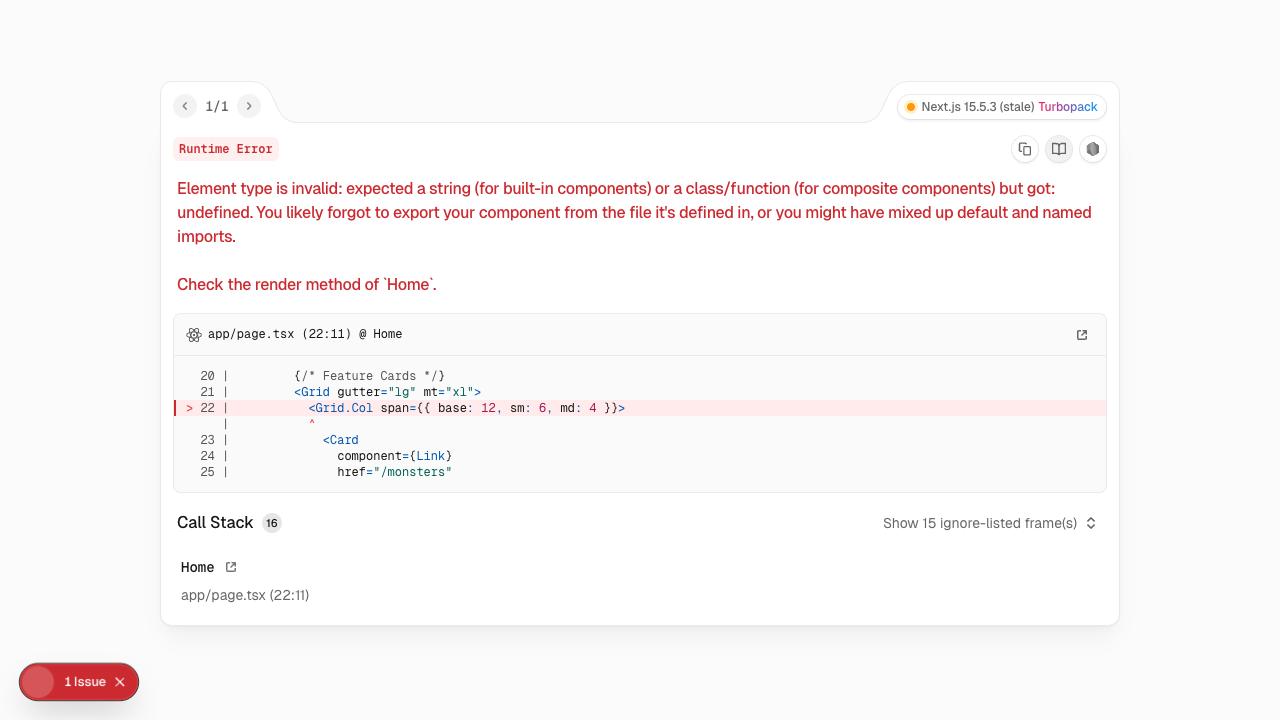 1/1
Next.js 15.5.3 (stale) Turbopack
Runtime Error
Element type is invalid: expected a string (for built-in components) or a class/function (for composite components) but got:
undefined. You likely forgot to export your component from the file it's defined in, or you might have mixed up default and named
imports.
Check the render method of `Home`.
app/page.tsx (22:11) @ Home
20 |         {/* Feature Cards */}
21 |         <Grid gutter="lg" mt="xl">
> 22 |           <Grid.Col span={{ base: 12, sm: 6, md: 4 }}>
|           ^
23 |             <Card
24 |               component={Link}
25 |               href="/monsters"
Call Stack 16
Show 15 ignore-listed frame(s)
Home
app/page.tsx (22:11)
1 Issue